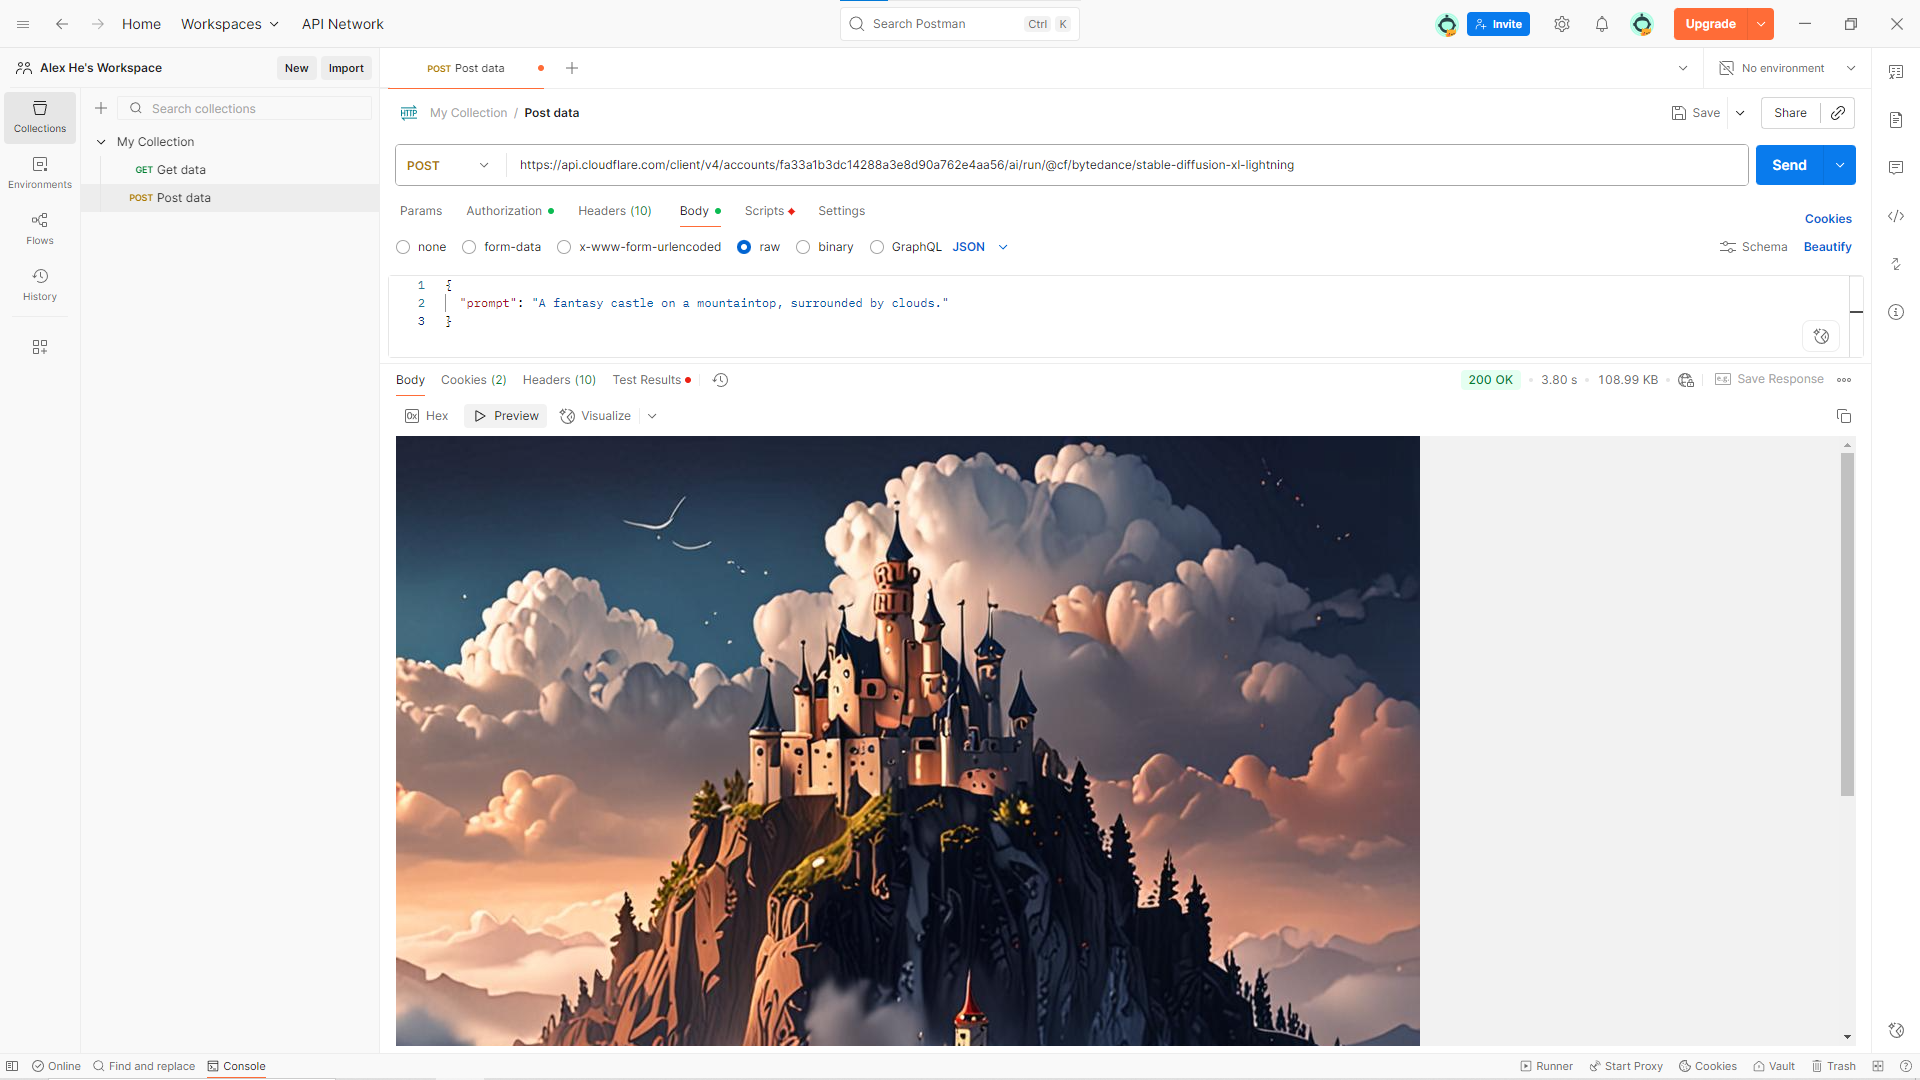 Home
Workspaces
API Network
Search Postman
Ctrl K
Invite
Upgrade
Alex He's Workspace
New
Import
POST Post data
No environment
Collections
Environments
Flows
History
Search collections
My Collection
GET Get data
POST Post data
HTTP
My Collection / Post data
Save
Share
POST
https://api.cloudflare.com/client/v4/accounts/fa33a1b3dc14288a3e8d90a762e4aa56/ai/run/@cf/bytedance/stable-diffusion-xl-lightning
Send
Params
Authorization
Headers (10)
Body
Scripts
Settings
Cookies
none
form-data
x-www-form-urlencoded
raw
binary
GraphQL
JSON
Schema
Beautify
1 {
2 "prompt": "A fantasy castle on a mountaintop, surrounded by clouds."
3 }
Body
Cookies (2)
Headers (10)
Test Results
200 OK
3.80 s
108.99 KB
e.g. Save Response
0x Hex
Preview
Visualize
Online
Find and replace
Console
Runner
Start Proxy
Cookies
Vault
Trash